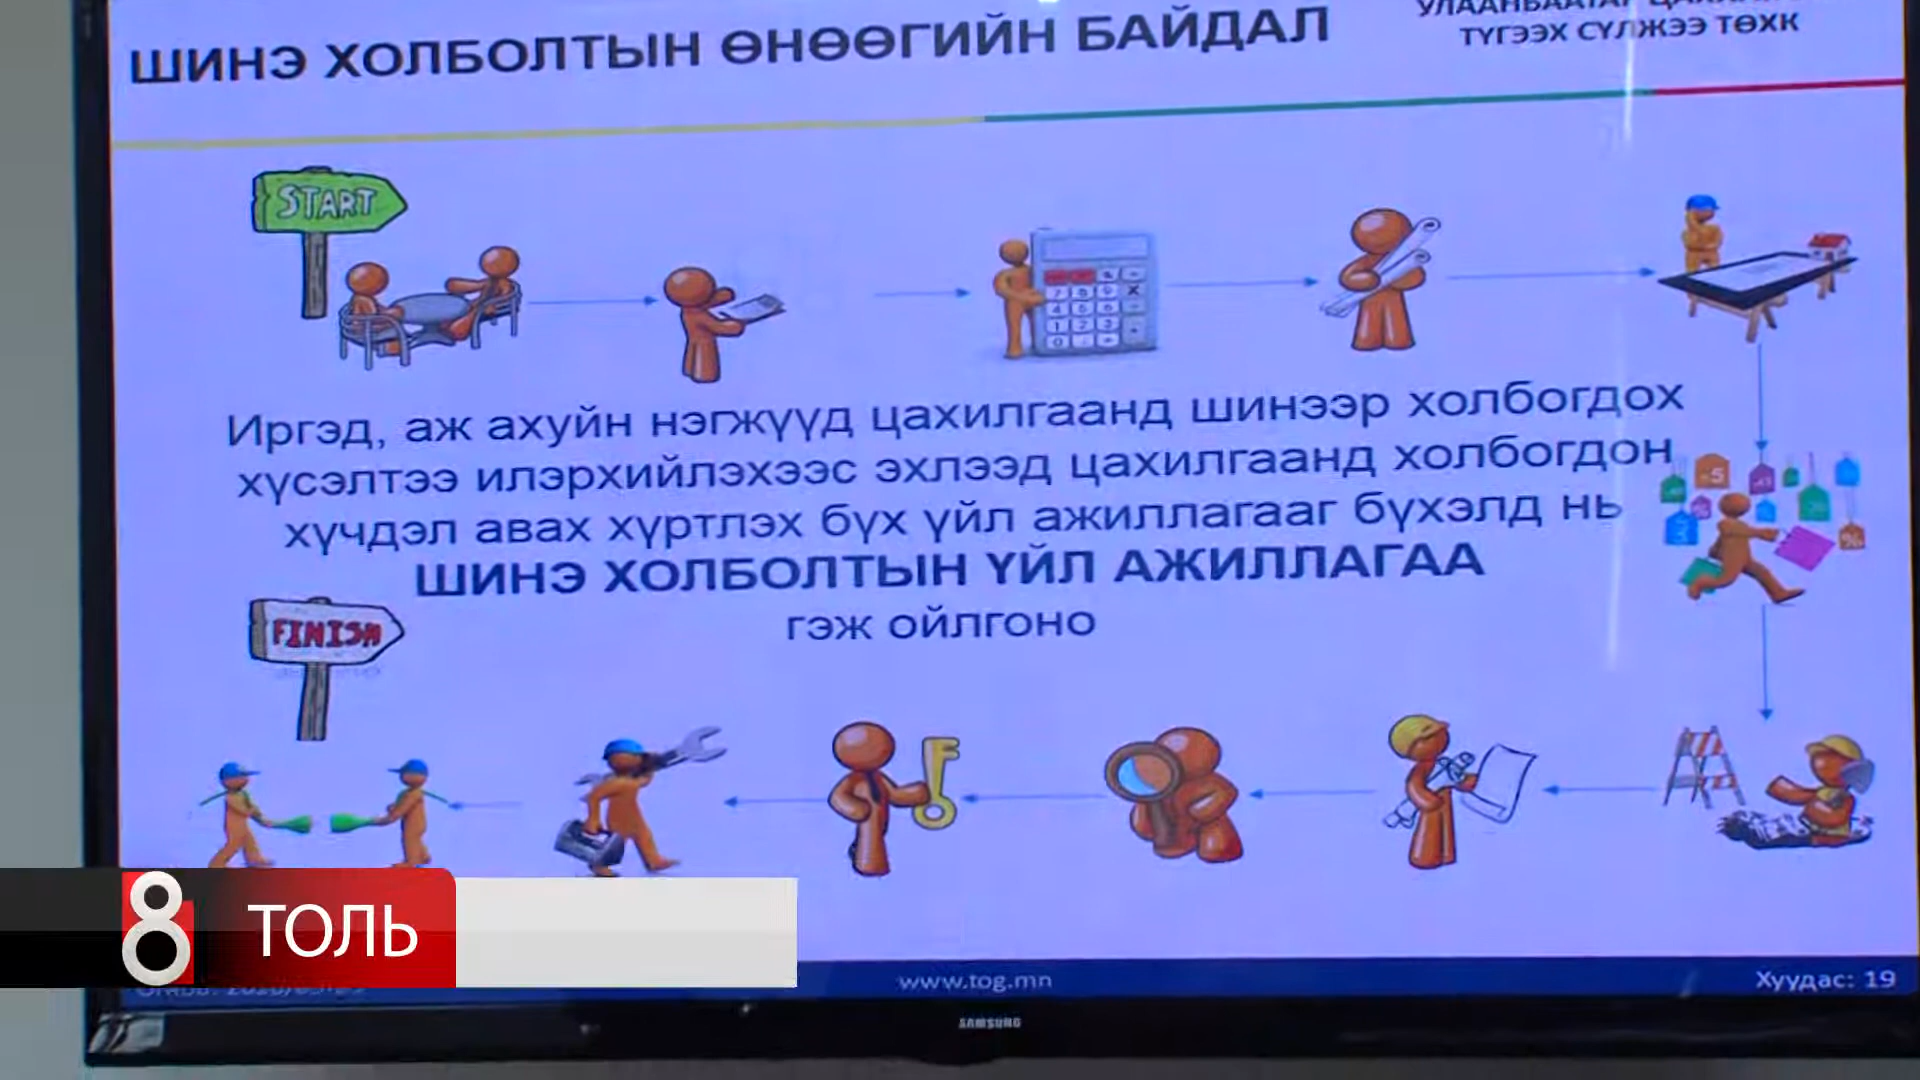 ШИНЭ ХОЛБОЛТЫН ӨНӨӨГИЙН БАЙДАЛ
ТҮГЭЭХ СҮЛЖЭЭ ТӨХК
START
Иргэд, аж ахуйн нэгжүүд цахилгаанд шинээр холбогдох
хүсэлтээ илэрхийлэхээс эхлээд цахилгаанд холбогдон
хүчдэл авах хүртлэх бүх үйл ажиллагааг бүхэлд нь
ШИНЭ ХОЛБОЛТЫН ҮЙЛ АЖИЛЛАГАА
гэж ойлгоно
FINISH
8 ТОЛЬ
www.tog.mn
Хуудас: 19
SAMSUNG